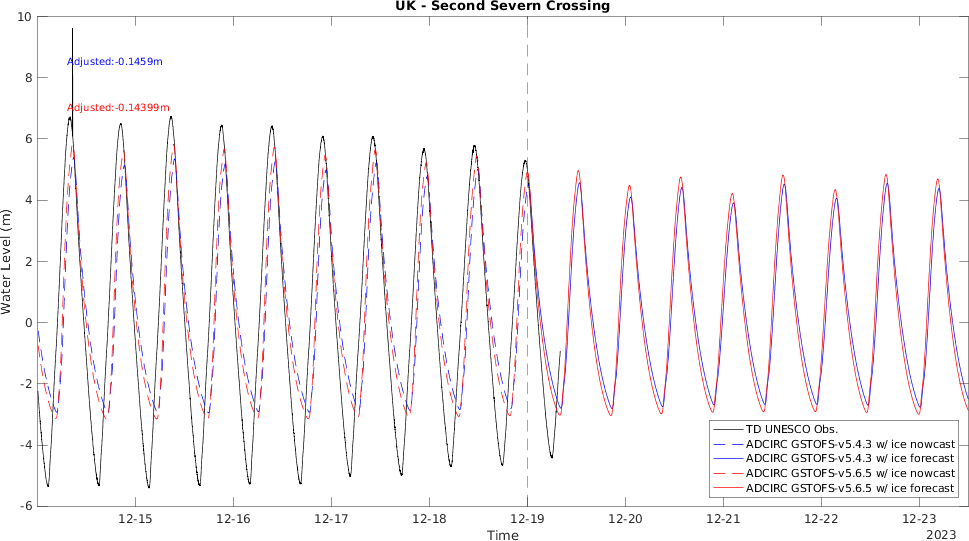 UK - Second Severn Crossing
10
8
6
4
2
0
-2
-4
-6
Water Level (m)
Adjusted:-0.1459m
Adjusted:-0.14399m
TD UNESCO Obs.
ADCIRC GSTOFS-v5.4.3 w/ ice nowcast
ADCIRC GSTOFS-v5.4.3 w/ ice forecast
ADCIRC GSTOFS-v5.6.5 w/ ice nowcast
ADCIRC GSTOFS-v5.6.5 w/ ice forecast
12-15 12-16 12-17 12-18 12-19 12-20 12-21 12-22 12-23
Time
2023